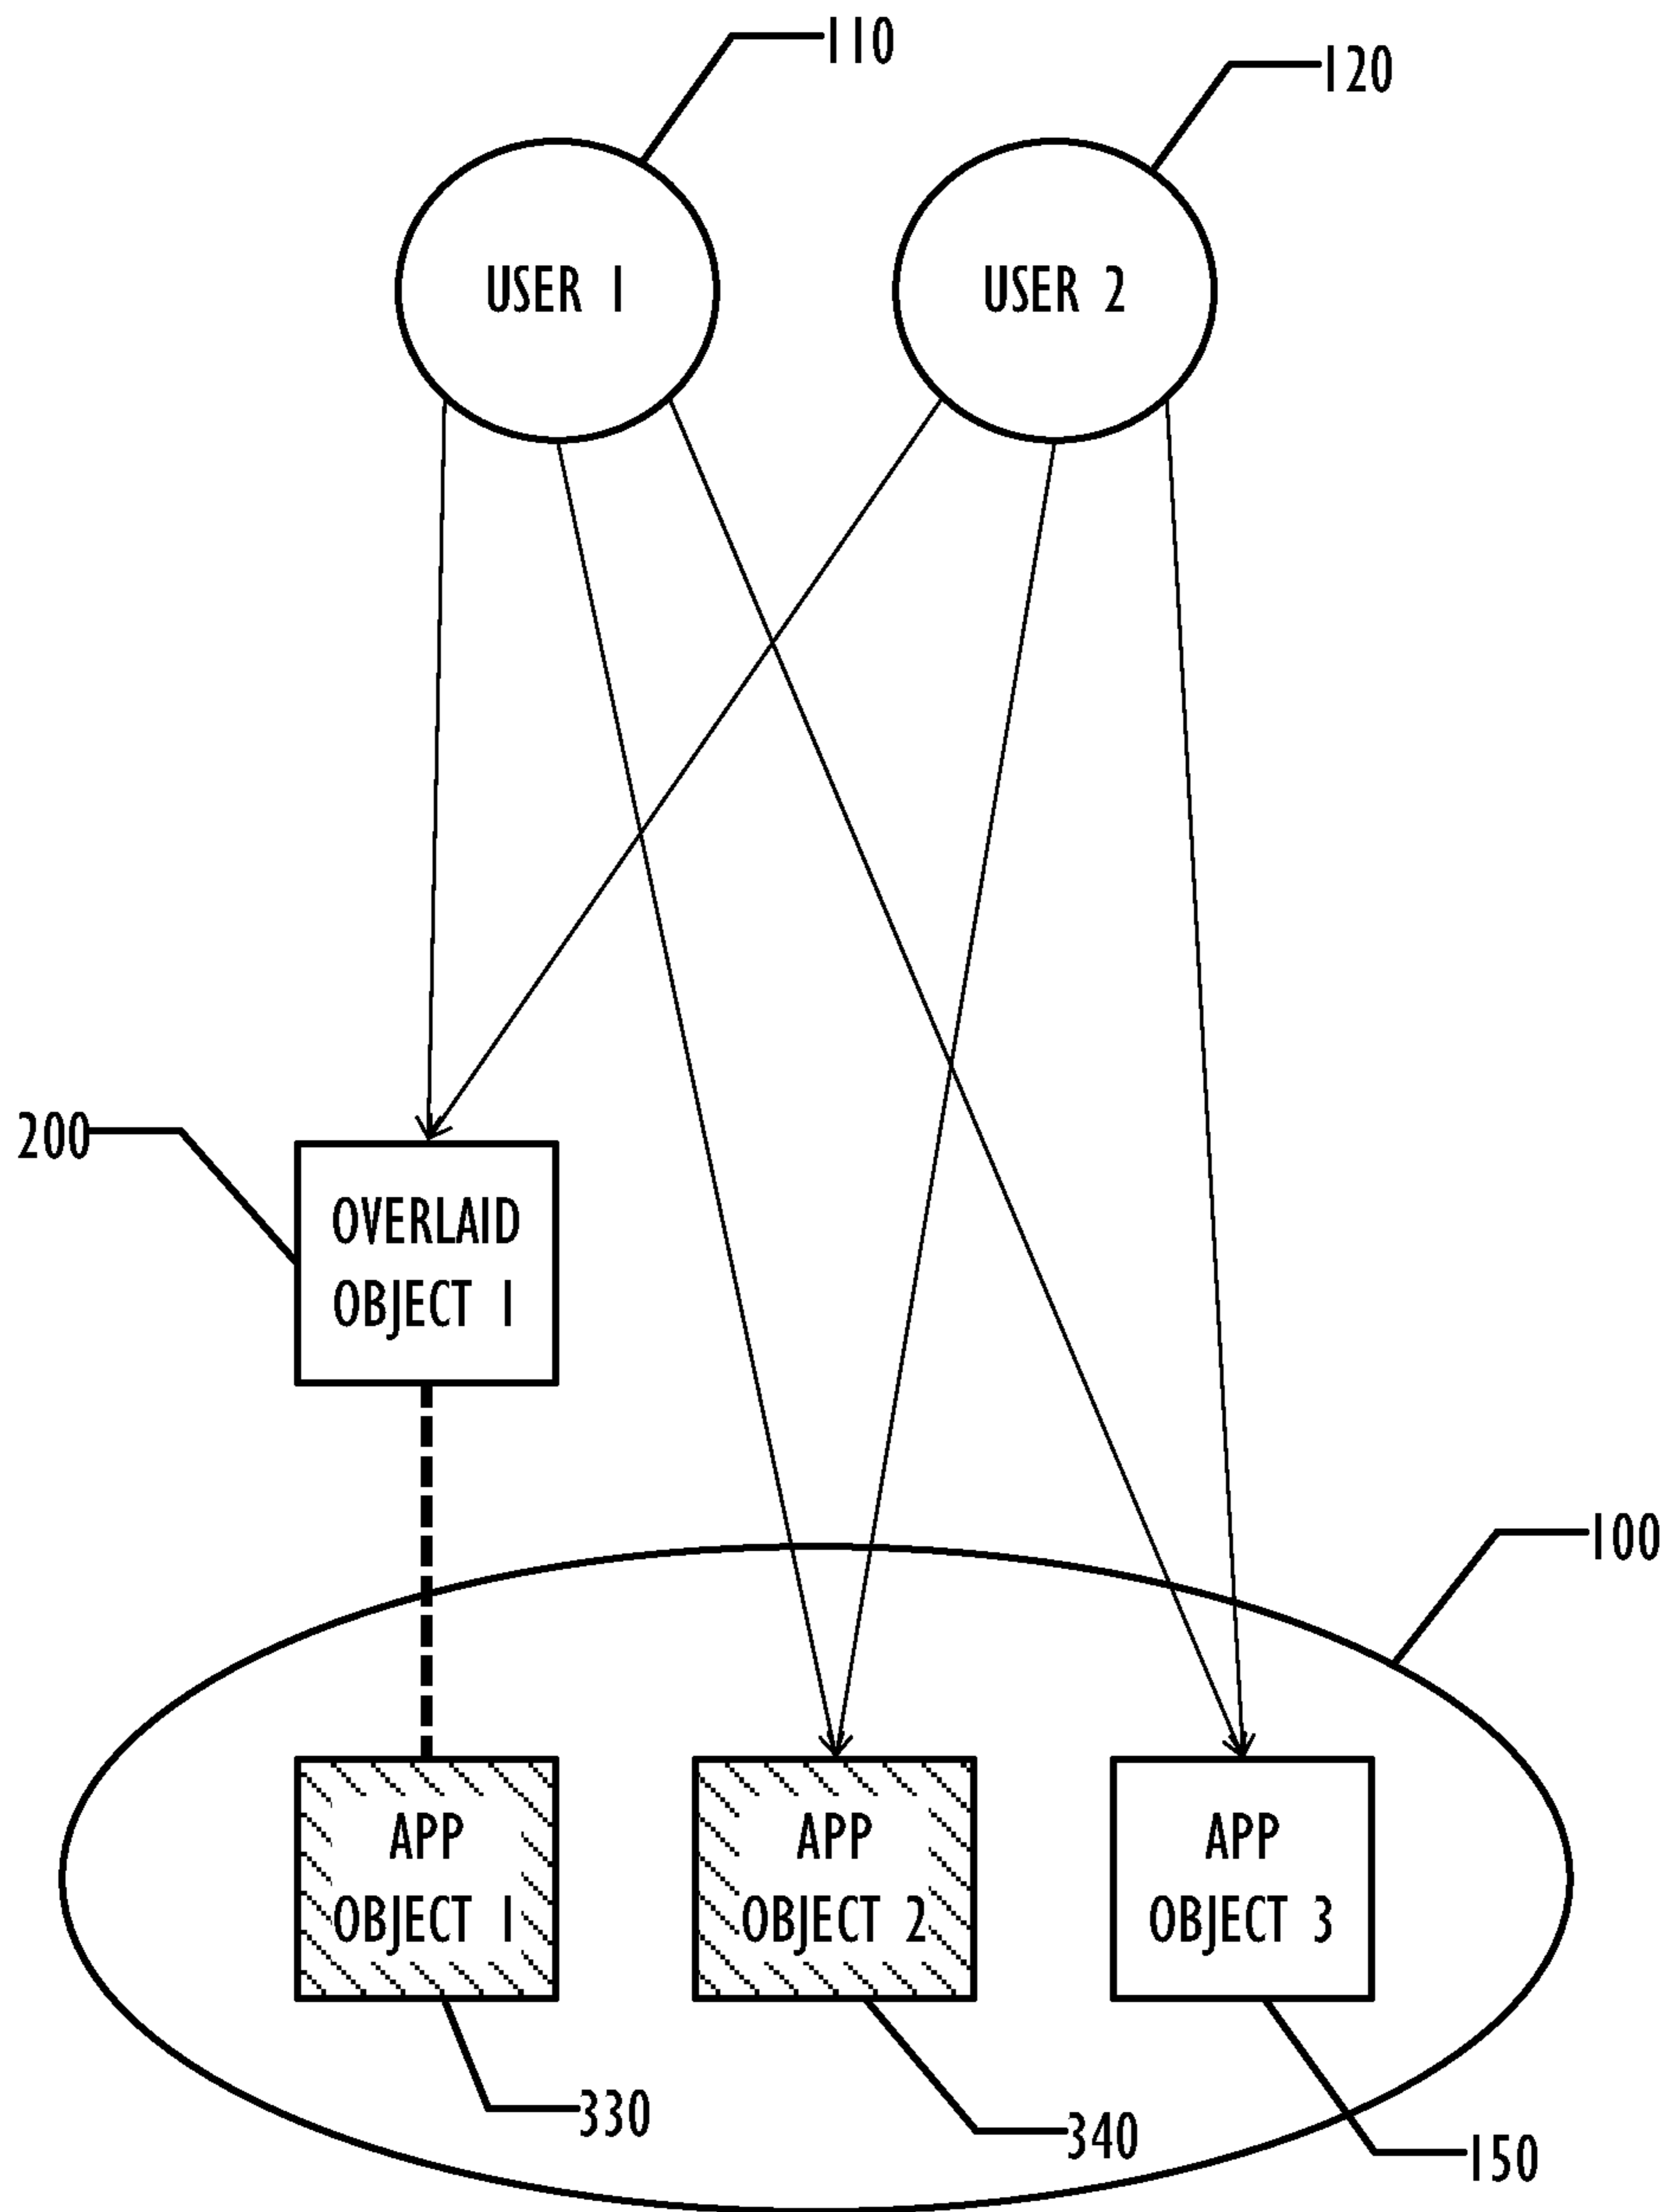 110
120
USER 1
USER 2
200
OVERLAID
OBJECT 1
100
APP
OBJECT 1
APP
OBJECT 2
APP
OBJECT 3
330
340
150